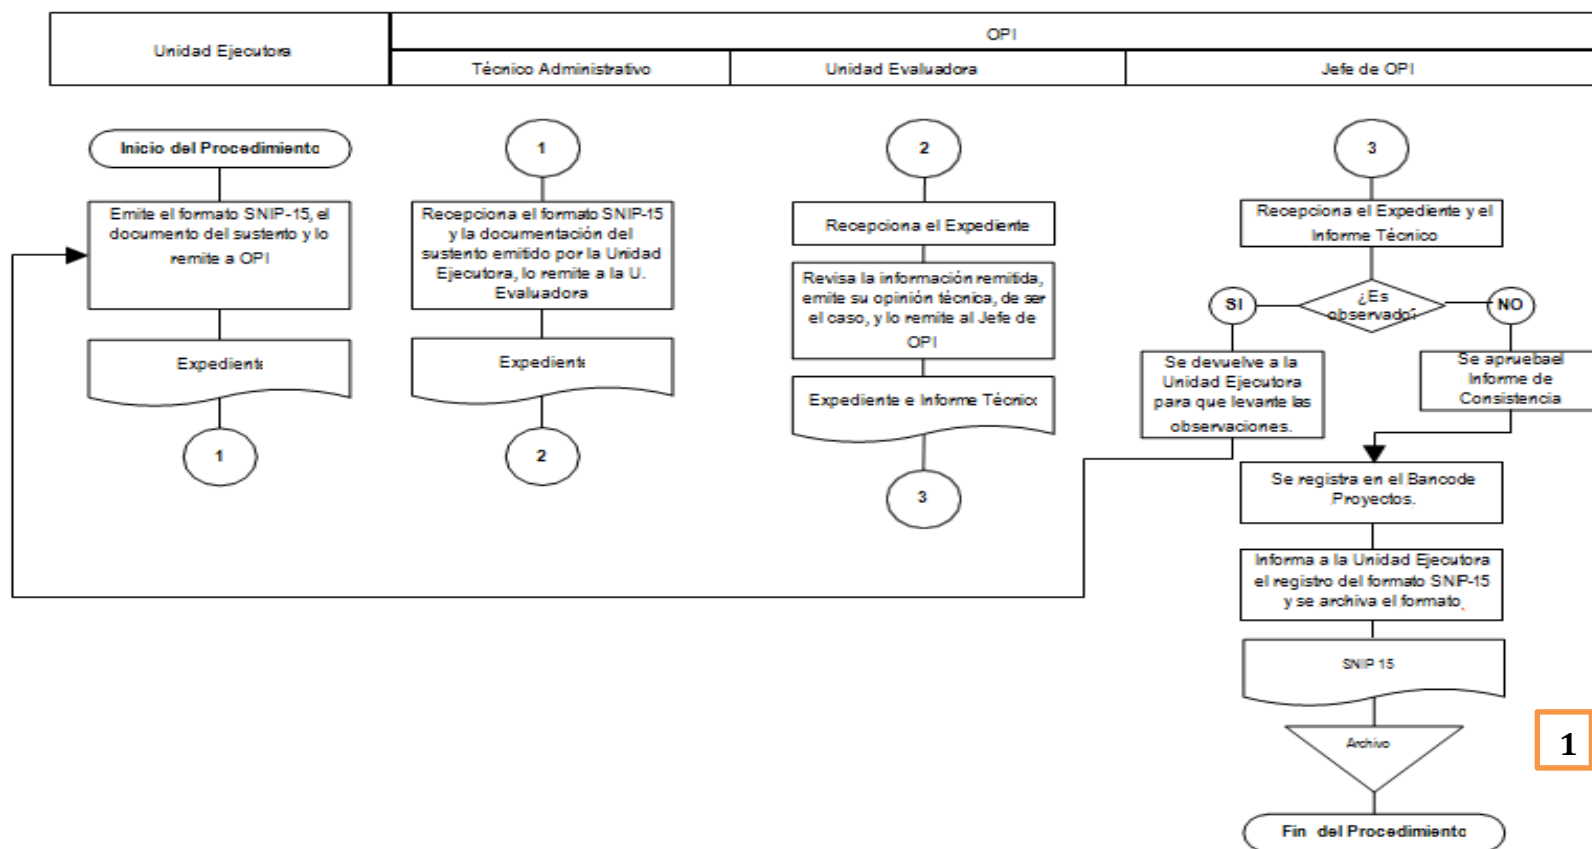 Unidad Ejecutora
OPI
Técnico Administrativo
Unidad Evaluadora
Jefe de OPI
Inicio del Procedimiento
Emite el formato SNIP-15, el
documento del sustento y lo
remite a OPI
Expediente
1
1
Recepciona el formato SNIP-15
y la documentación del
sustento emitido por la Unidad
Ejecutora, lo remite a la U.
Evaluadora
Expediente
2
2
Recepciona el Expediente
Revisa la información remitida,
emite su opinión técnica, de ser
el caso, y lo remite al Jefe de
OPI
Expediente e Informe Técnico
3
3
Recepciona el Expediente y el
Informe Técnico
¿Es
observado?
SI
NO
Se devuelve a la
Unidad Ejecutora
para que levante las
observaciones.
Se apruebael
Informe de
Consistencia
Se registra en el Bancode
Proyectos.
Informa a la Unidad Ejecutora
el registro del formato SNIP-15
y se archiva el formato.
SNIP 15
Archivo
1
Fin del Procedimiento